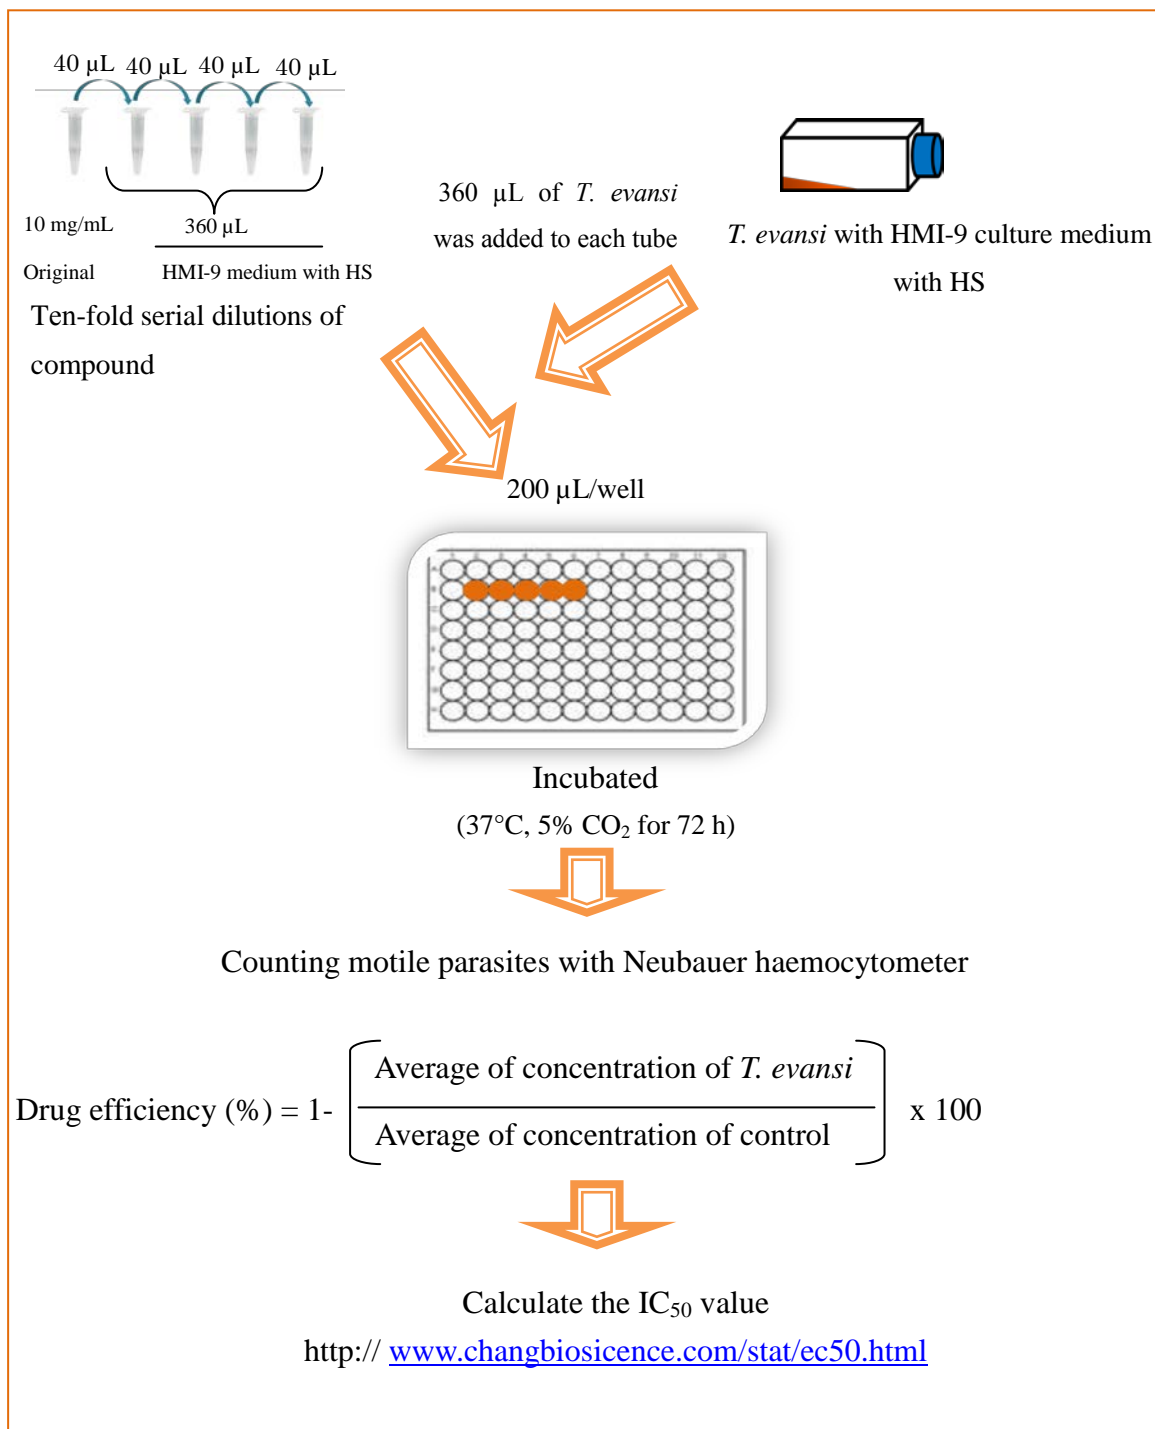 40 µL 40 µL 40 µL 40 µL
10 mg/mL
360 µL
Original
HMI-9 medium with HS
Ten-fold serial dilutions of
compound
360 µL of T. evansi
was added to each tube
T. evansi with HMI-9 culture medium
with HS
200 µL/well
Incubated
(37°C, 5% CO₂ for 72 h)
Counting motile parasites with Neubauer haemocytometer
Average of concentration of T. evansi
Drug efficiency (%) = 1- x 100
Average of concentration of control
Calculate the IC₅₀ value
http:// www.changbiosicence.com/stat/ec50.html